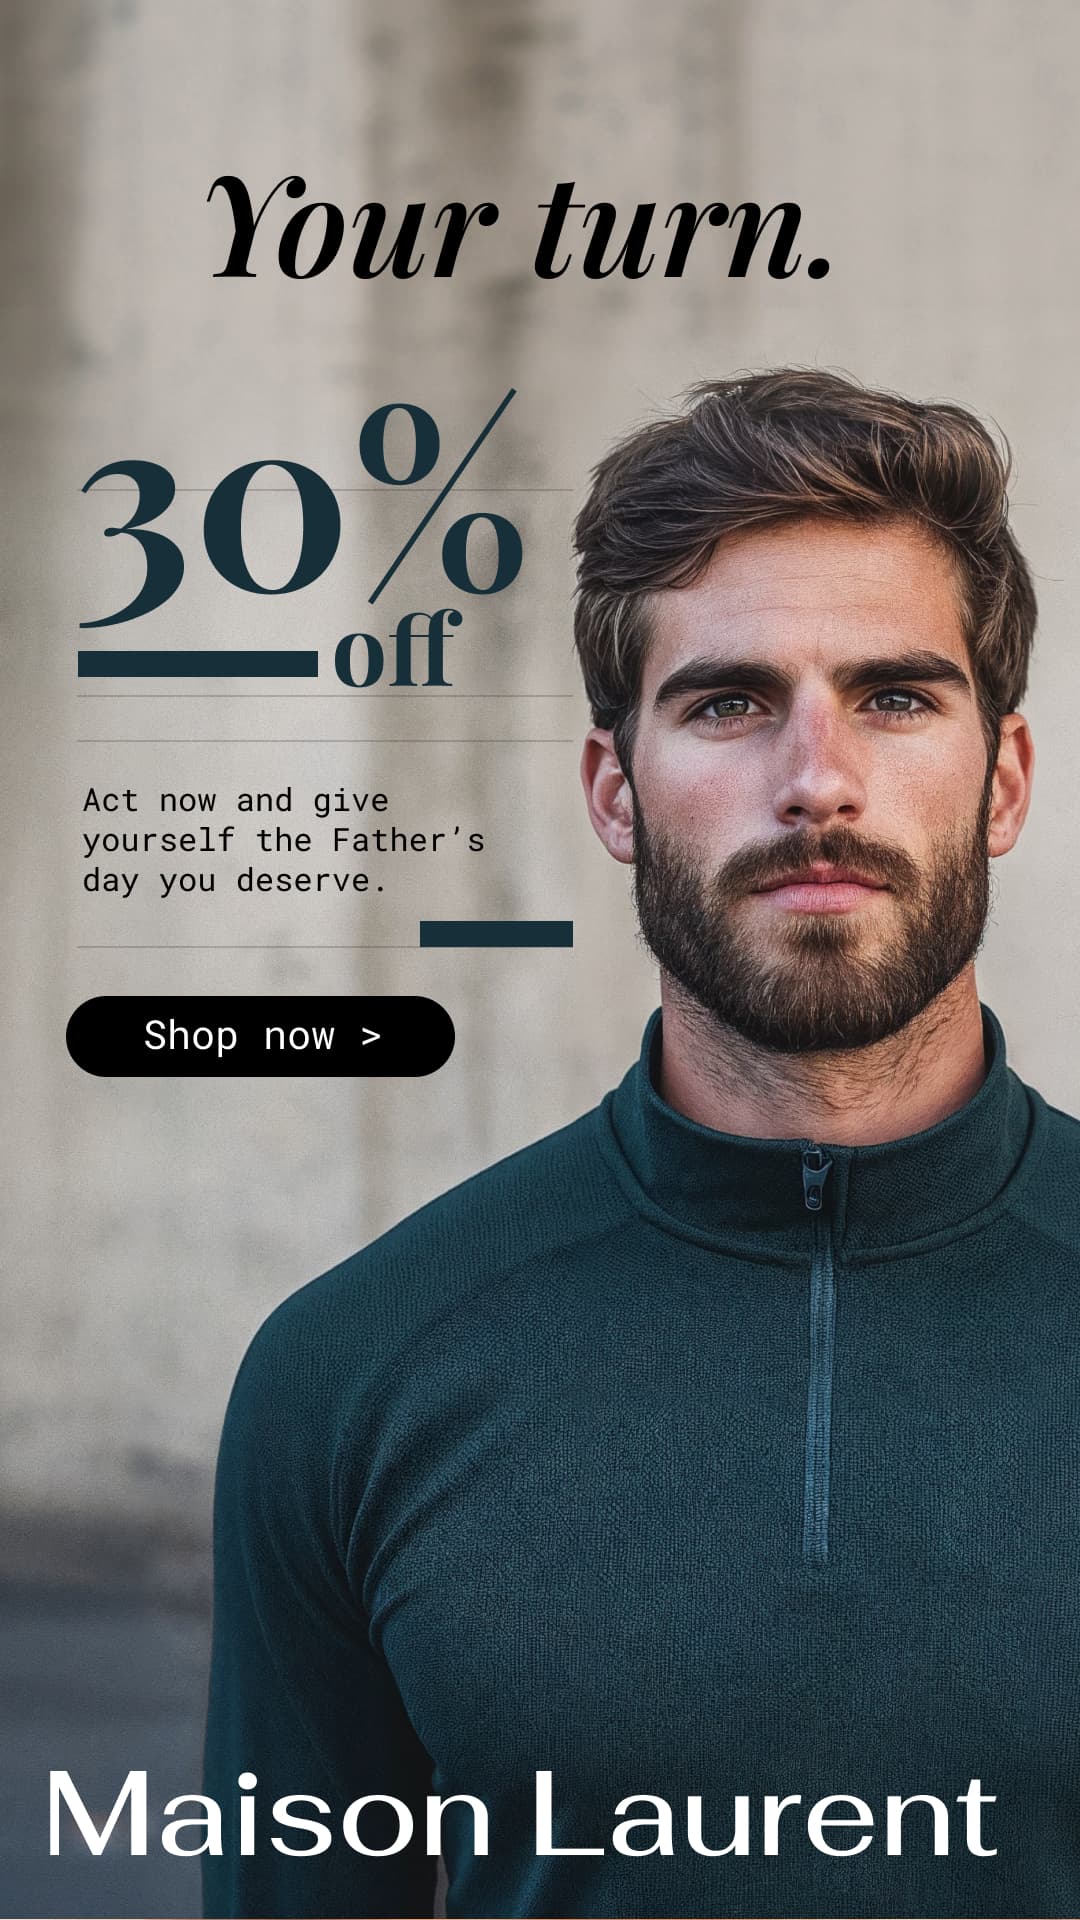 Your turn.
30%
off
Act now and give
yourself the Father’s
day you deserve.
Shop now >
Maison Laurent